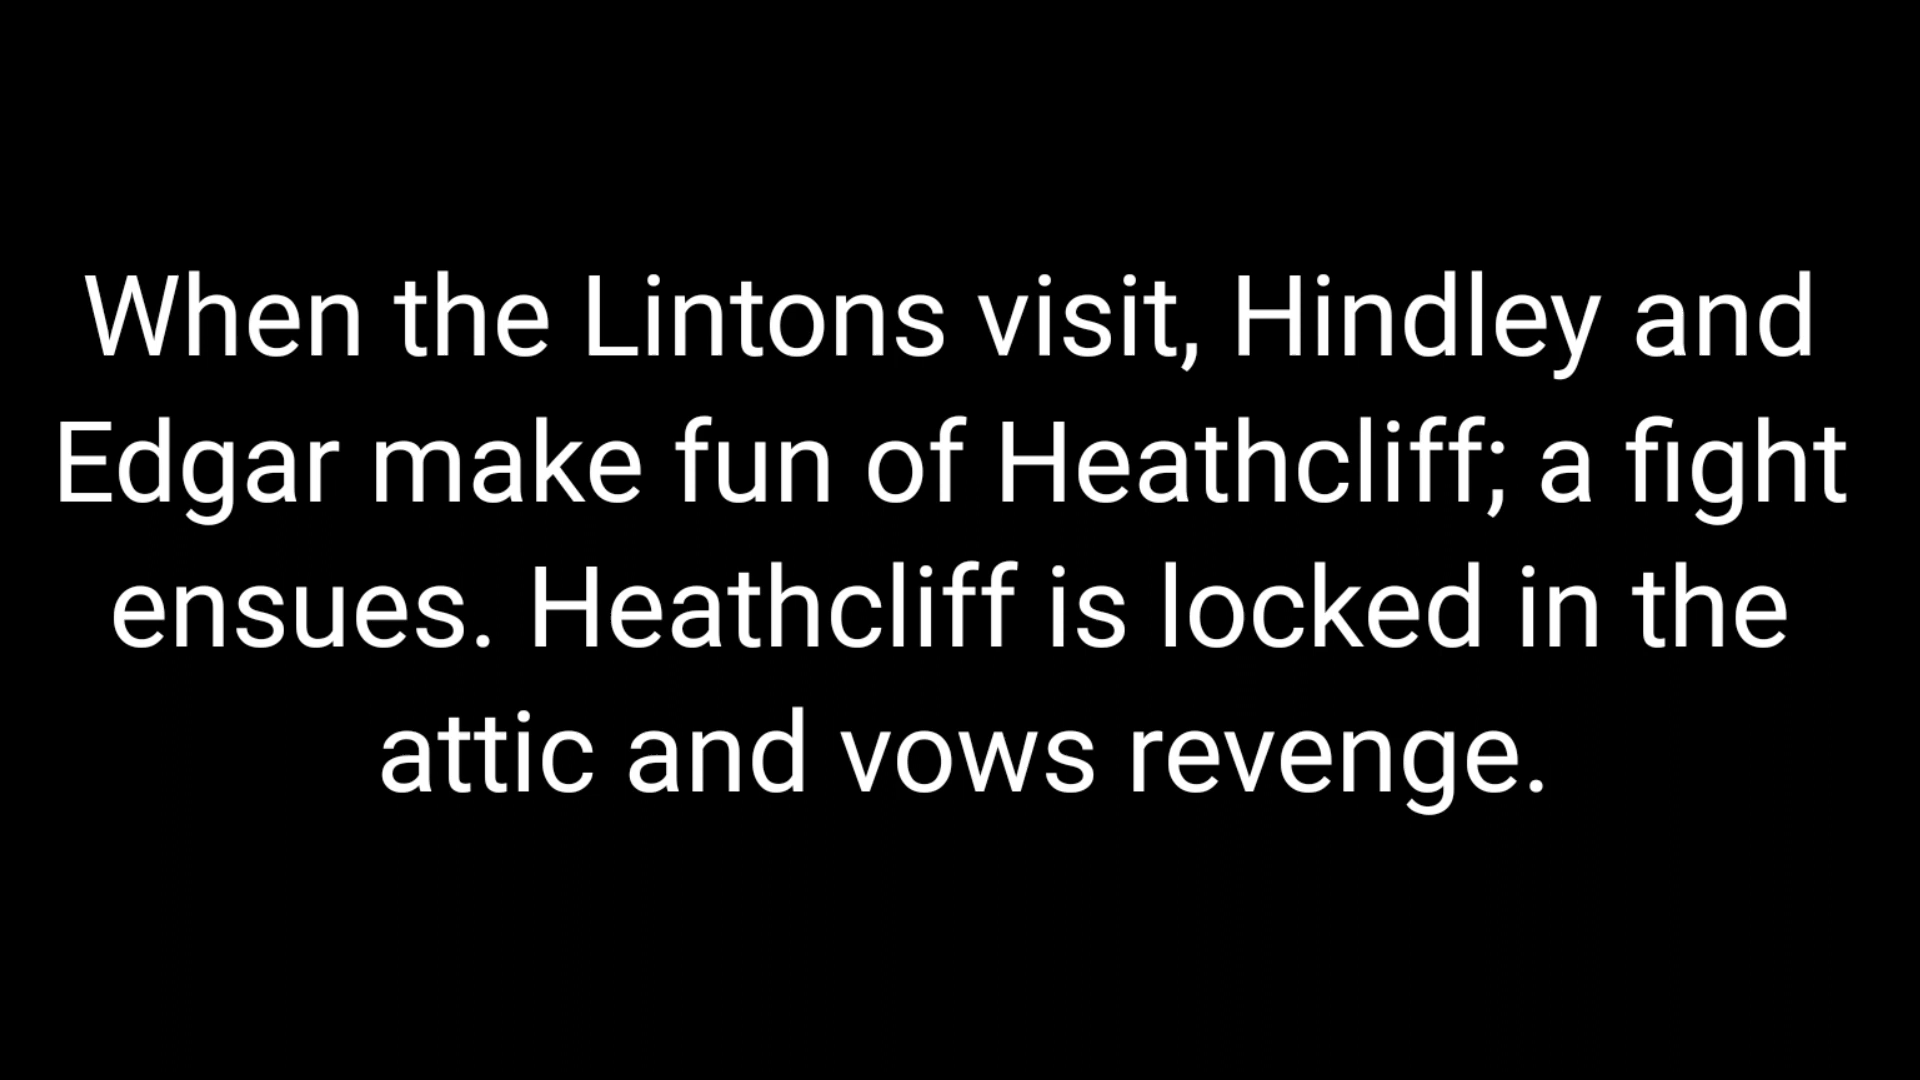 When the Lintons visit, Hindley and
Edgar make fun of Heathcliff; a fight
ensues. Heathcliff is locked in the
attic and vows revenge.